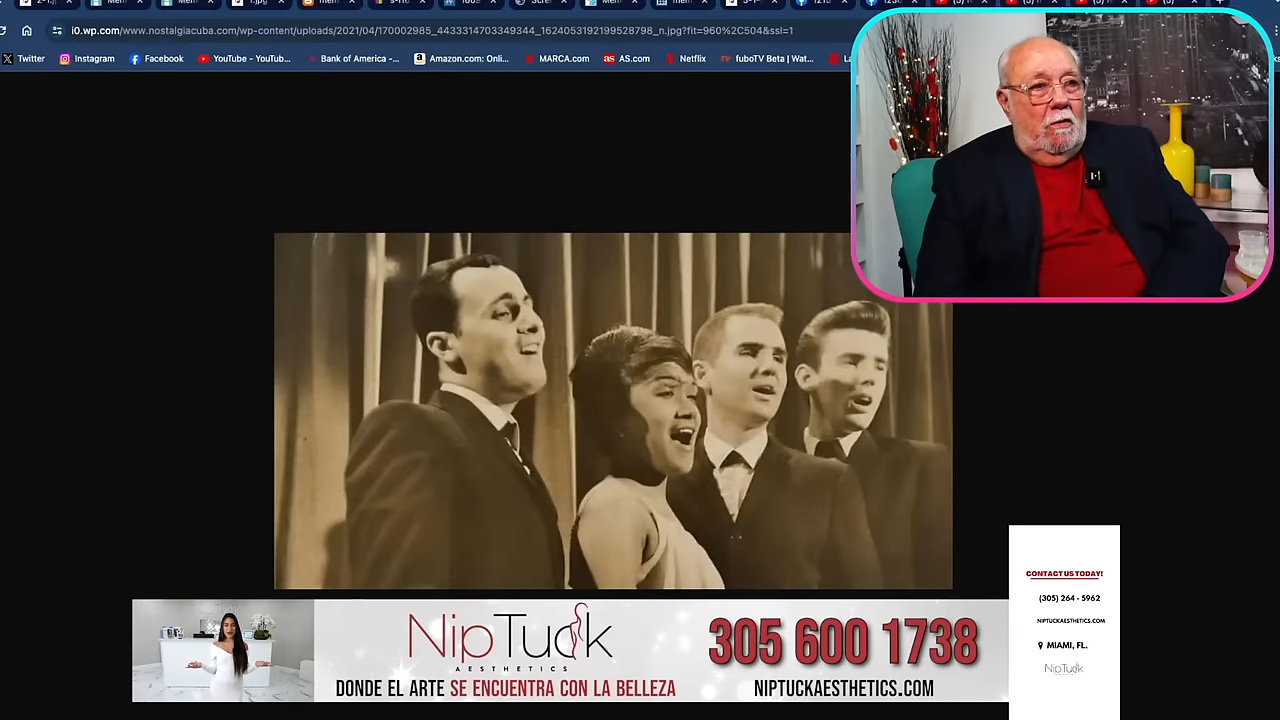 i0.wp.com/www.nostalgiacuba.com/wp-content/uploads/2021/04/170002985_4433314703349344_1624053192199528798_n.jpg?fit=960%2C504&ssl=1
Twitter Instagram Facebook YouTube - YouTub... Bank of America -... Amazon.com: Onli... MARCA.com AS.com Netflix fuboTV Beta | Wat...
CONTACT US TODAY!
(305) 264 - 5962
NIPTUCKAESTHETICS.COM
MIAMI, FL.
NipTuck
NipTuck
AESTHETICS
305 600 1738
DONDE EL ARTE SE ENCUENTRA CON LA BELLEZA
NIPTUCKAESTHETICS.COM